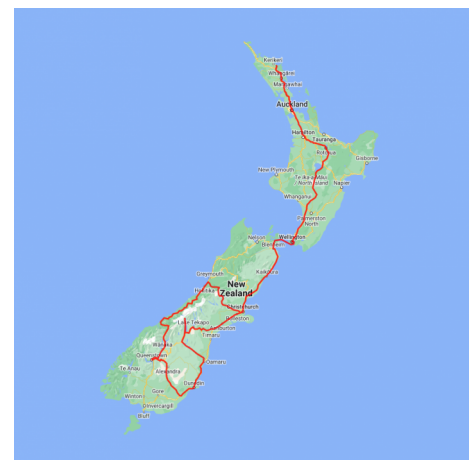 Kerikeri
Whangārei
Mangawhai
Auckland
Hamilton
Tauranga
Rotorua
Gisborne
New Plymouth
Te Ika-a-Māui
North Island
Napier
Whanganui
Palmerston
North
Nelson
Wellington
Blenheim
Kaikōura
Greymouth
Hokitika
New
Zealand
Christchurch
Rolleston
Lake Tekapo
Ashburton
Timaru
Wānaka
Queenstown
Oamaru
Te Anau
Alexandra
Dunedin
Gore
Winton
Invercargill
Bluff